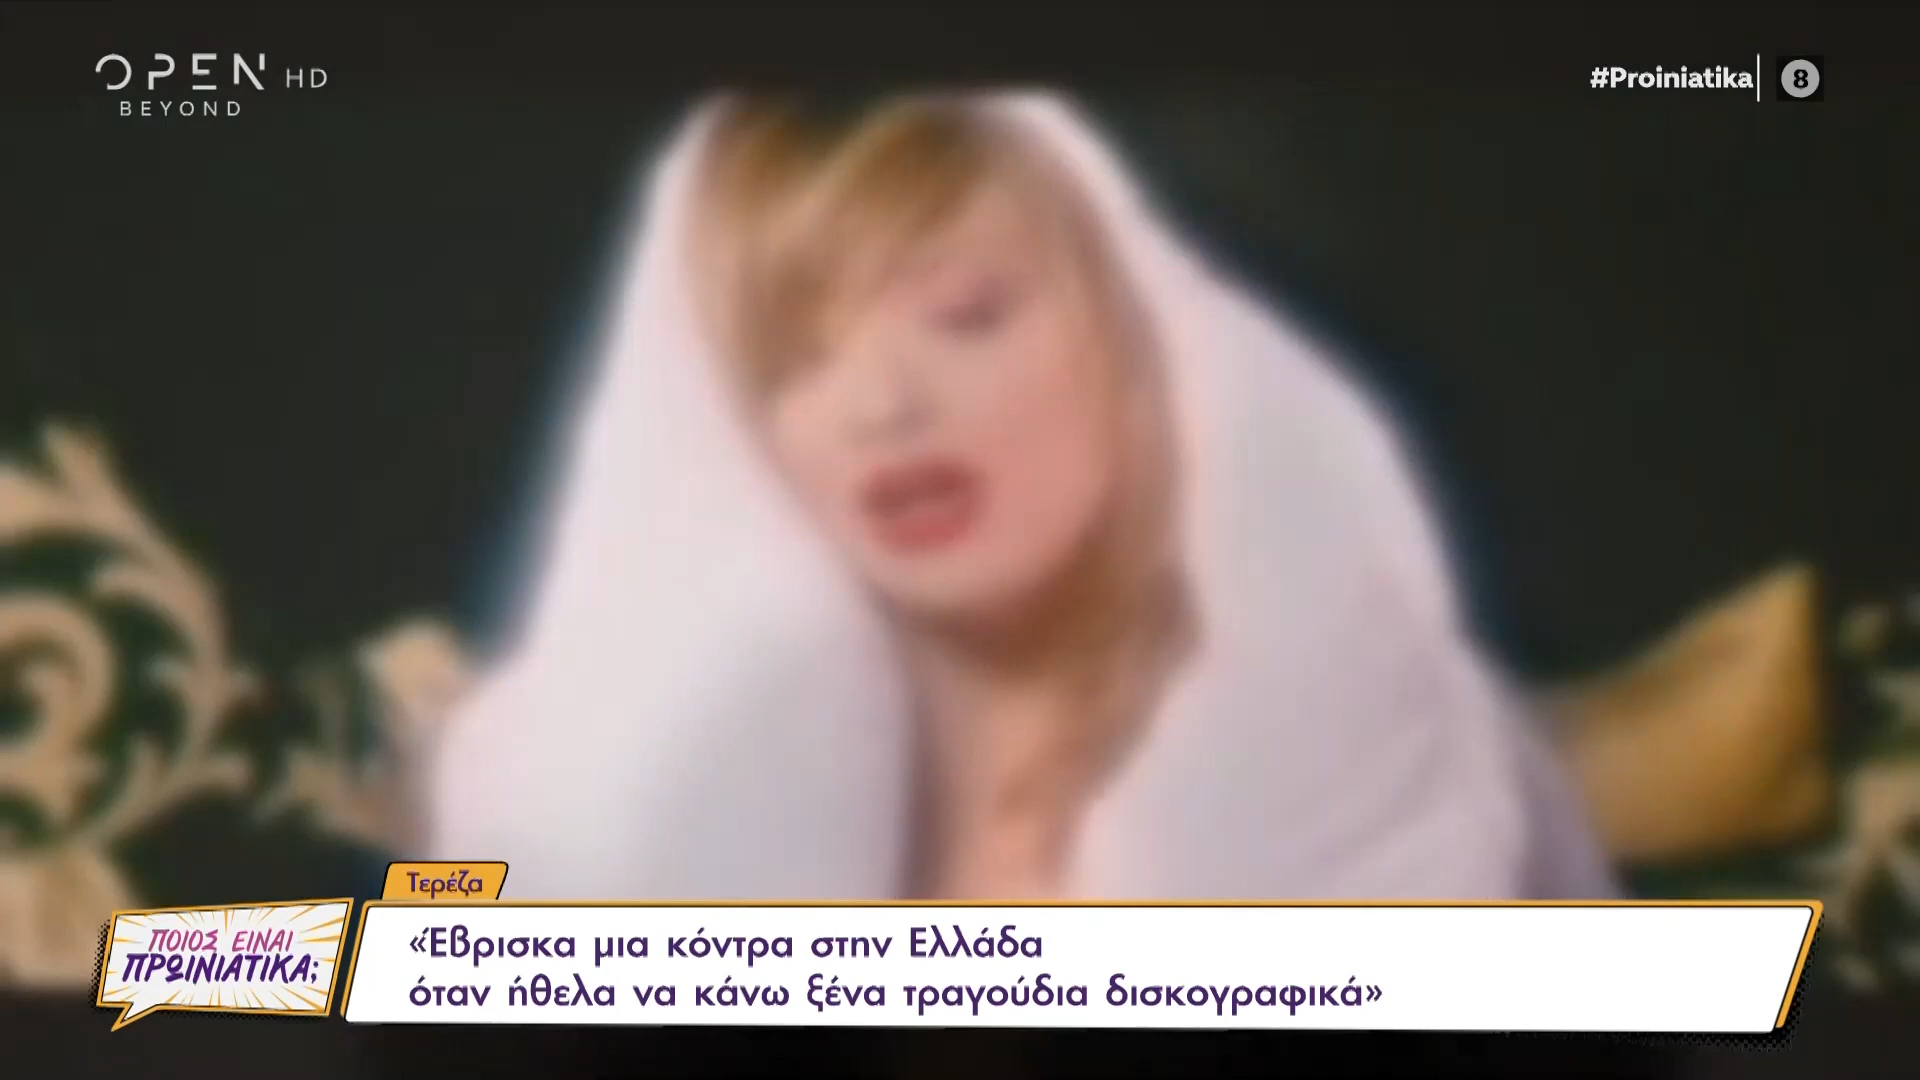 OPEN HD
BEYOND
#Proiniatika
8
Τερέζα
ΠΟΙΟΣ ΕΙΝΑΙ
ΠΡΩΙΝΙΑΤΙΚΑ;
«Έβρισκα μια κόντρα στην Ελλάδα
όταν ήθελα να κάνω ξένα τραγούδια δισκογραφικά»